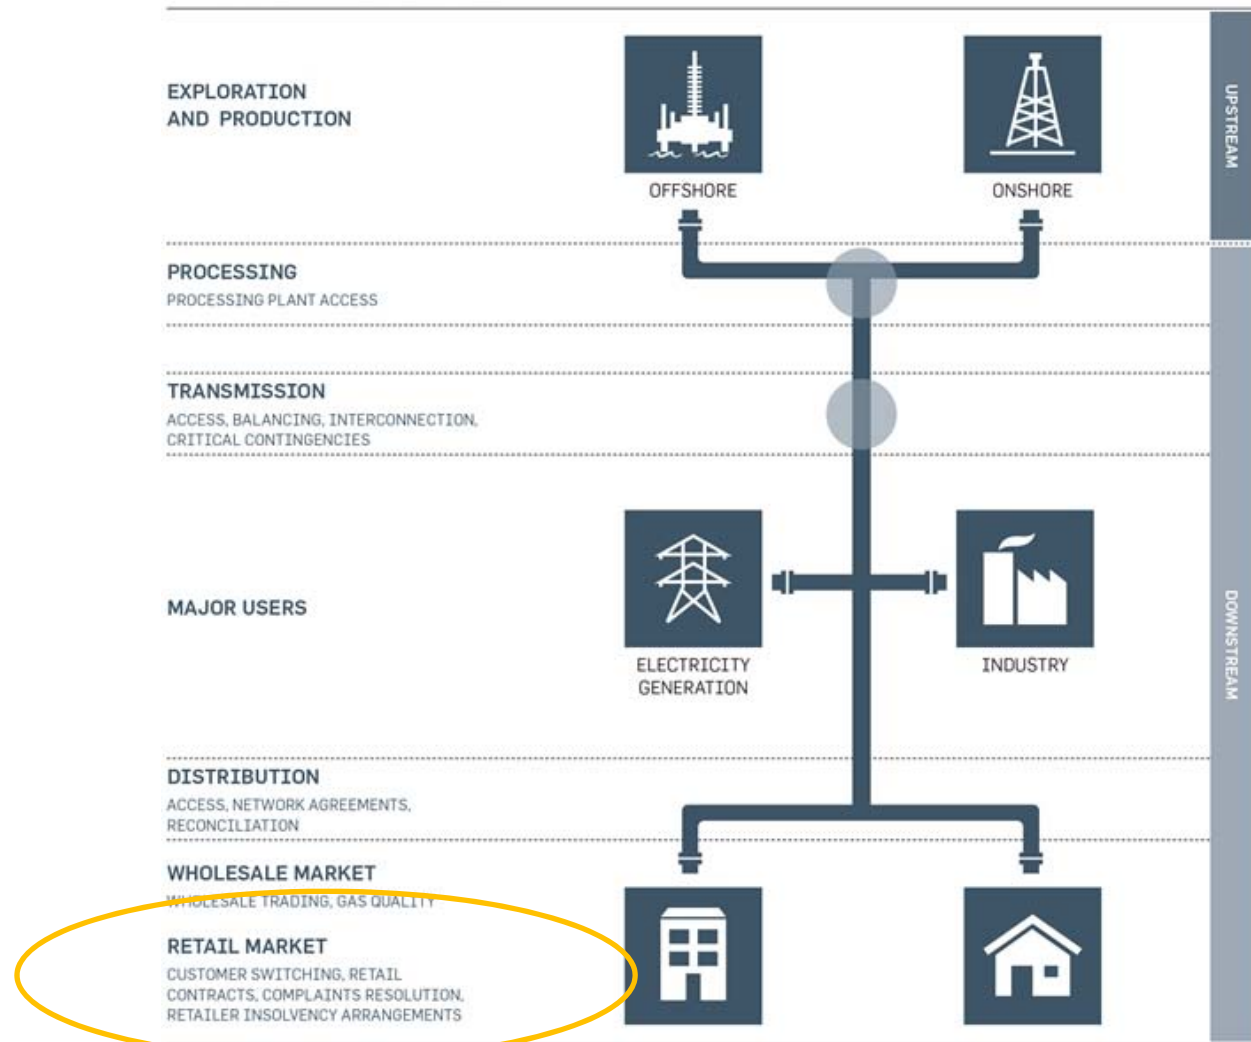 EXPLORATION
AND PRODUCTION
OFFSHORE
ONSHORE
UPSTREAM
PROCESSING
PROCESSING PLANT ACCESS
TRANSMISSION
ACCESS, BALANCING, INTERCONNECTION,
CRITICAL CONTINGENCIES
MAJOR USERS
ELECTRICITY
GENERATION
INDUSTRY
DOWNSTREAM
DISTRIBUTION
ACCESS, NETWORK AGREEMENTS,
RECONCILIATION
WHOLESALE MARKET
WHOLESALE TRADING, GAS QUALITY
RETAIL MARKET
CUSTOMER SWITCHING, RETAIL
CONTRACTS, COMPLAINTS RESOLUTION,
RETAILER INSOLVENCY ARRANGEMENTS